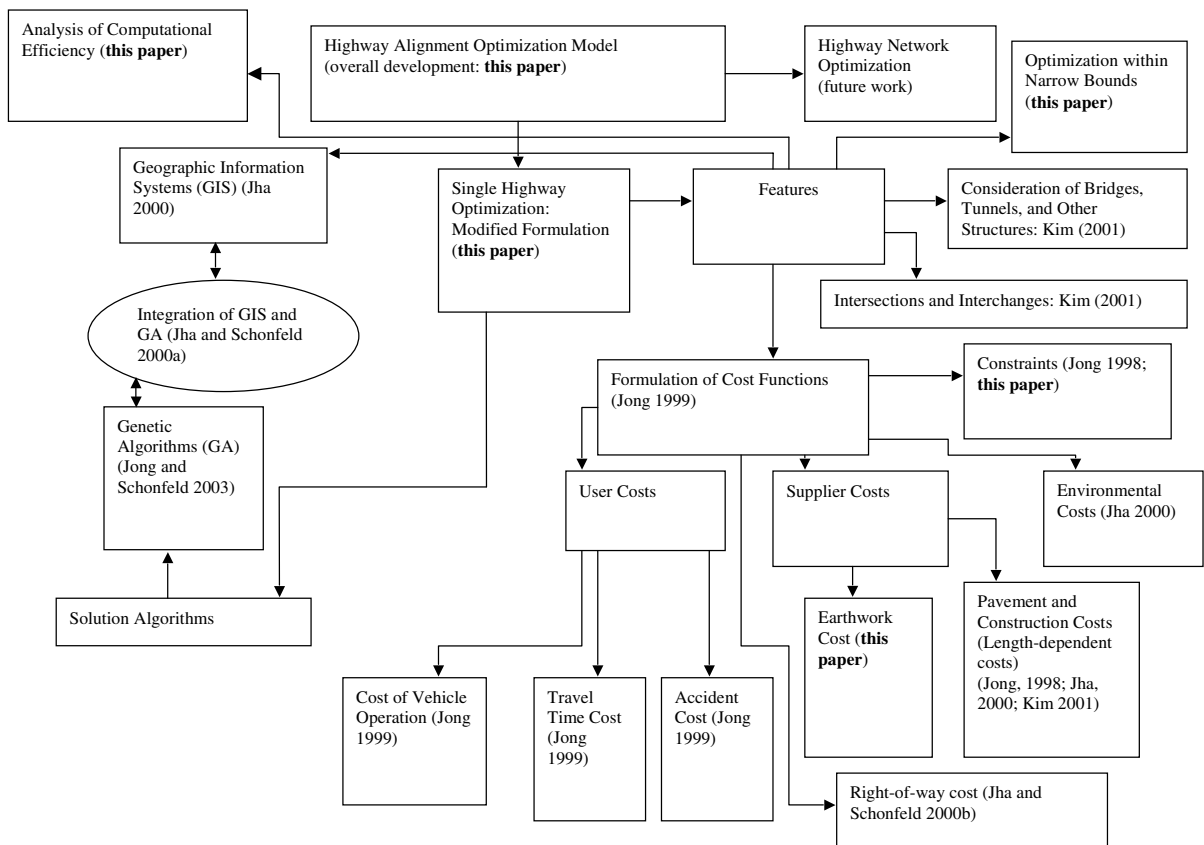 Analysis of Computational
Efficiency (this paper)
Highway Alignment Optimization Model
(overall development: this paper)
Highway Network
Optimization
(future work)
Optimization within
Narrow Bounds
(this paper)
Geographic Information
Systems (GIS) (Jha
2000)
Single Highway
Optimization:
Modified Formulation
(this paper)
Features
Consideration of Bridges,
Tunnels, and Other
Structures: Kim (2001)
Intersections and Interchanges: Kim (2001)
Integration of GIS and
GA (Jha and Schonfeld
2000a)
Formulation of Cost Functions
(Jong 1999)
Constraints (Jong 1998;
this paper)
Genetic
Algorithms (GA)
(Jong and
Schonfeld 2003)
User Costs
Supplier Costs
Environmental
Costs (Jha 2000)
Solution Algorithms
Earthwork
Cost (this
paper)
Pavement and
Construction Costs
(Length-dependent
costs)
(Jong, 1998; Jha,
2000; Kim 2001)
Cost of Vehicle
Operation (Jong
1999)
Travel
Time Cost
(Jong
1999)
Accident
Cost (Jong
1999)
Right-of-way cost (Jha and
Schonfeld 2000b)